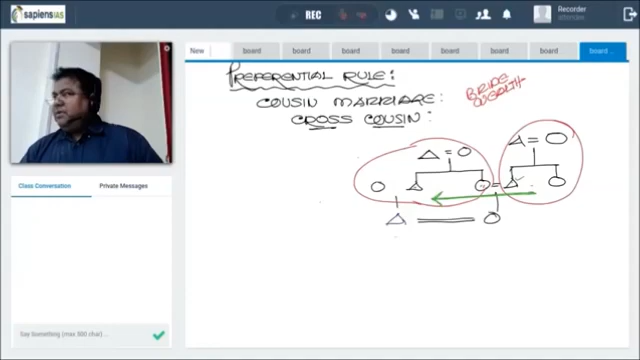 sapiensIAS
REC
Recorder
attendee
New
board
board
board
board
board
board
board
board...
PREFERENTIAL RULE:
COUSIN MARRIAGE:
CROSS COUSIN:
BRIDE
WEALTH
Class Conversation
Private Messages
Say Something (max 500 char)